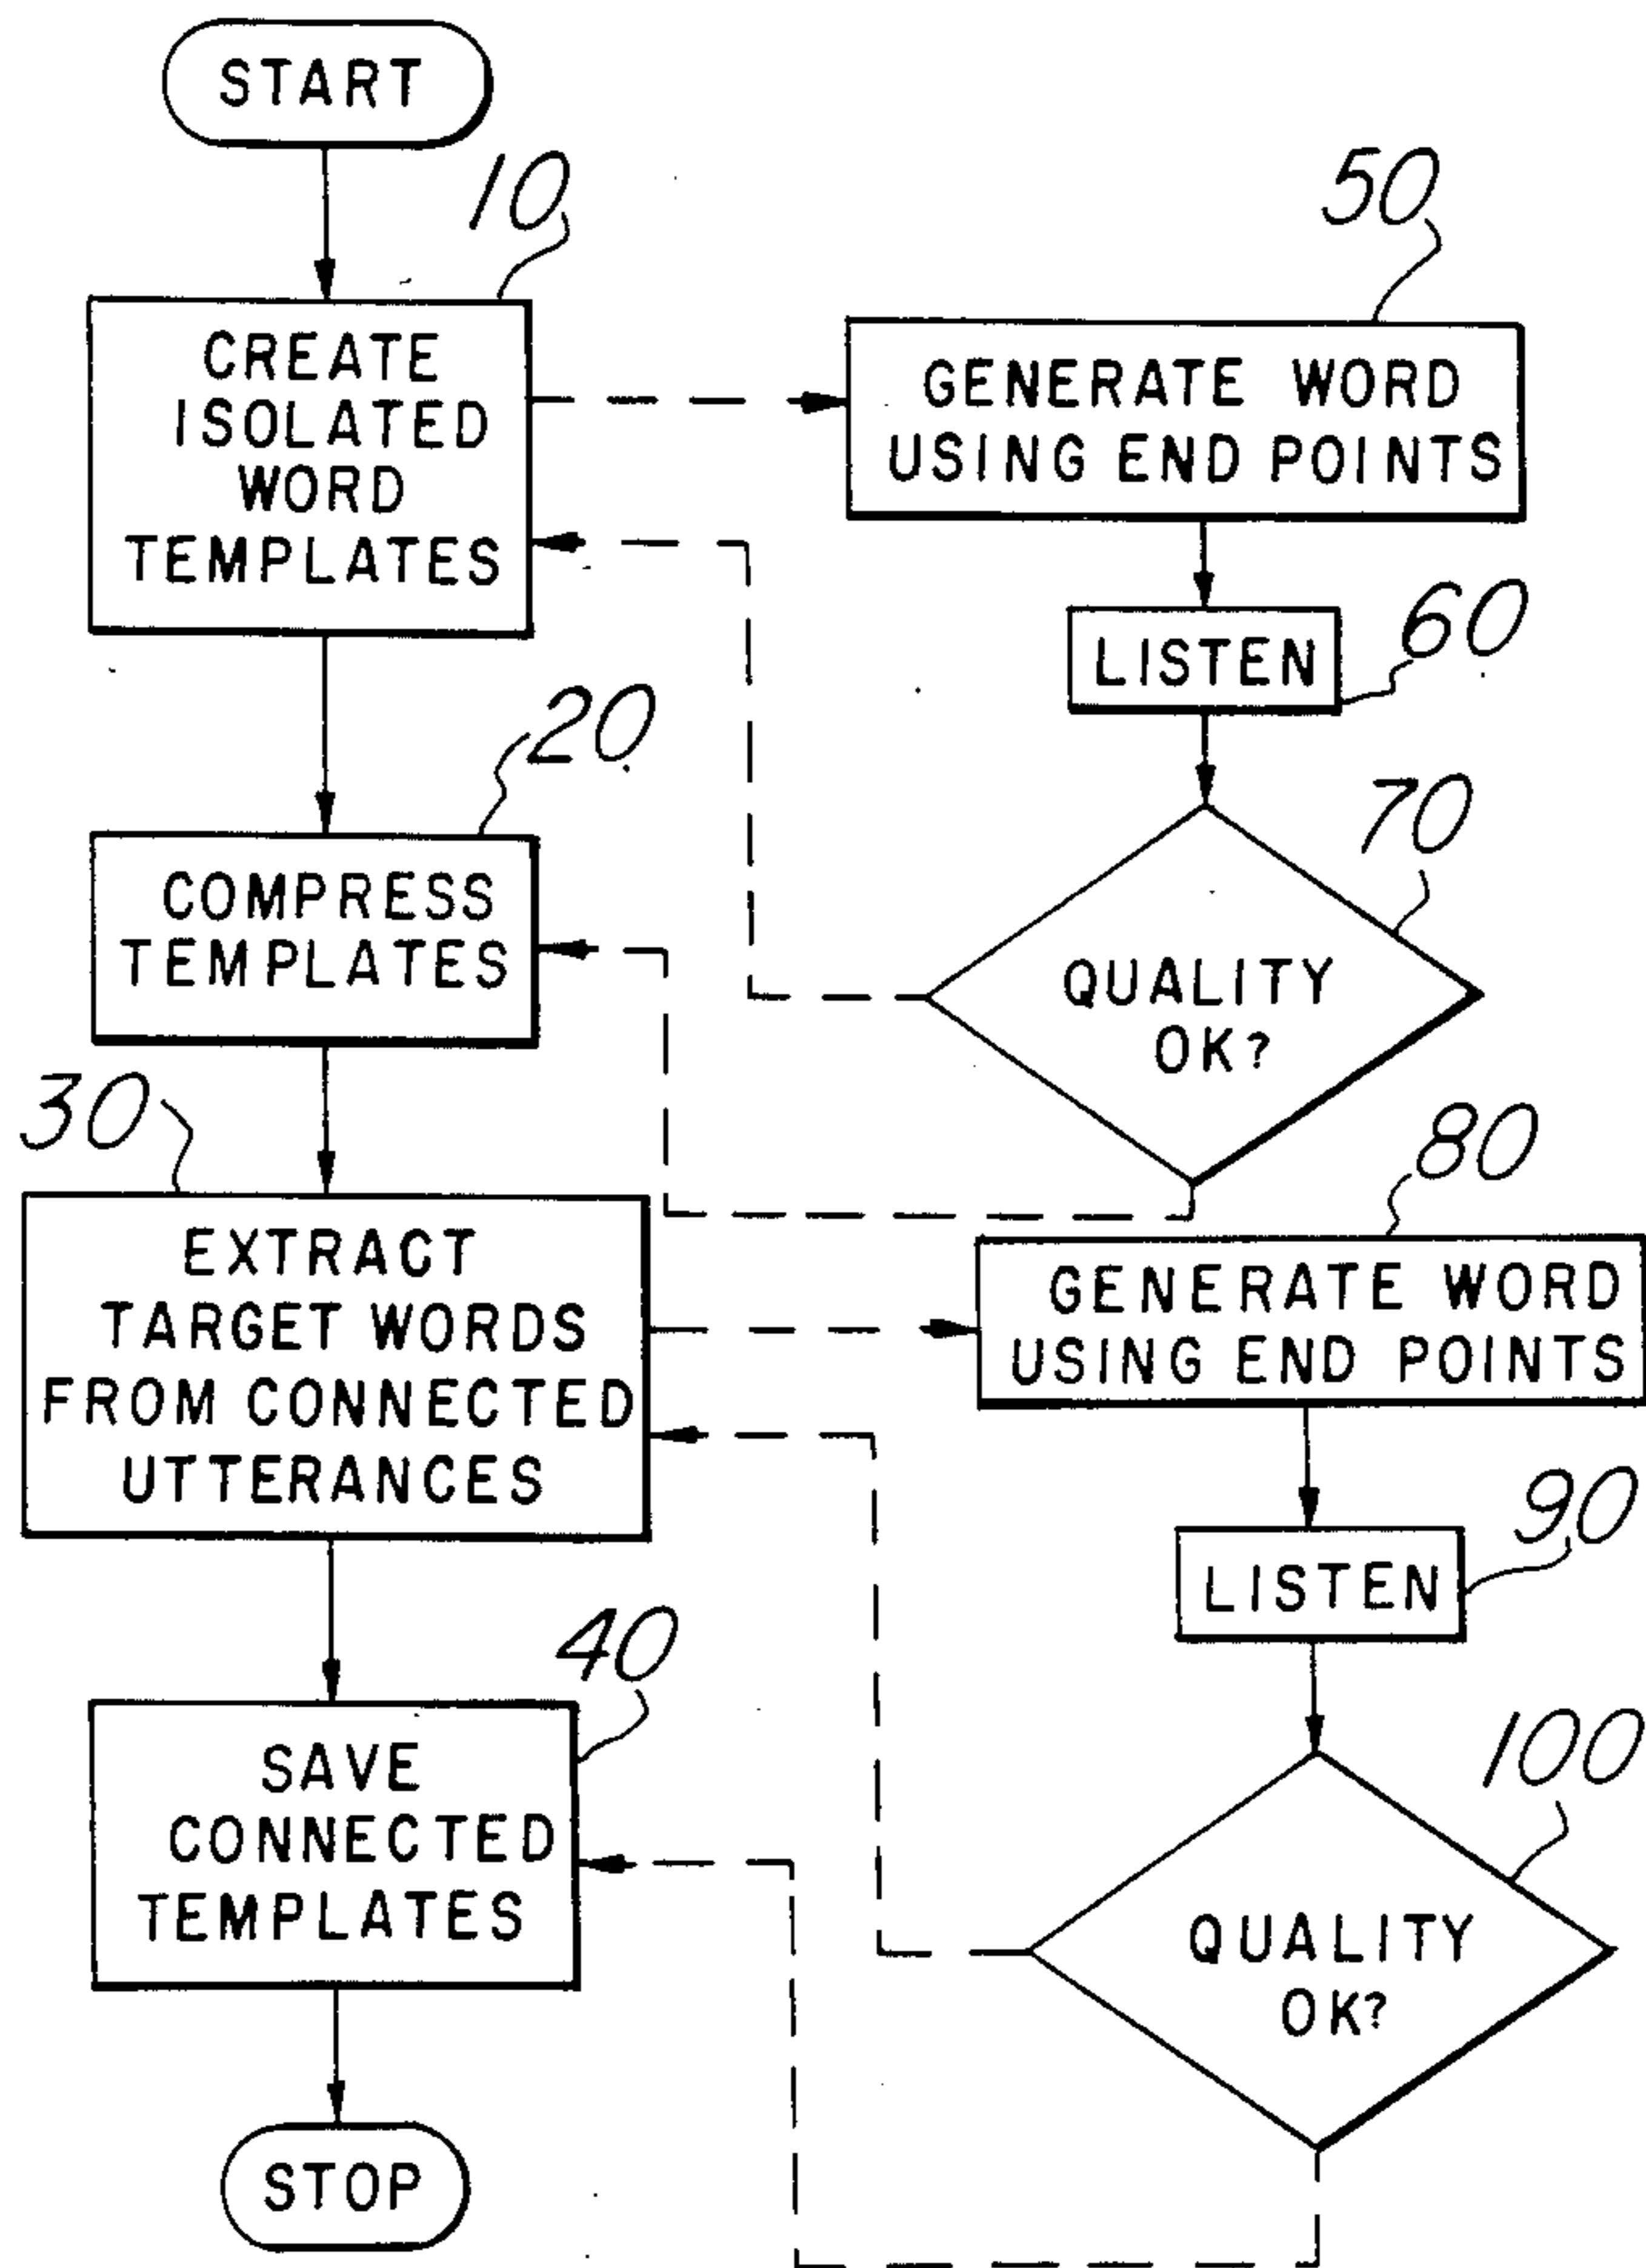 START
10
CREATE
ISOLATED
WORD
TEMPLATES
50
GENERATE WORD
USING END POINTS
60
LISTEN
20
COMPRESS
TEMPLATES
70
QUALITY
OK?
30
EXTRACT
TARGET WORDS
FROM CONNECTED
UTTERANCES
80
GENERATE WORD
USING END POINTS
90
LISTEN
40
SAVE
CONNECTED
TEMPLATES
100
QUALITY
OK?
STOP